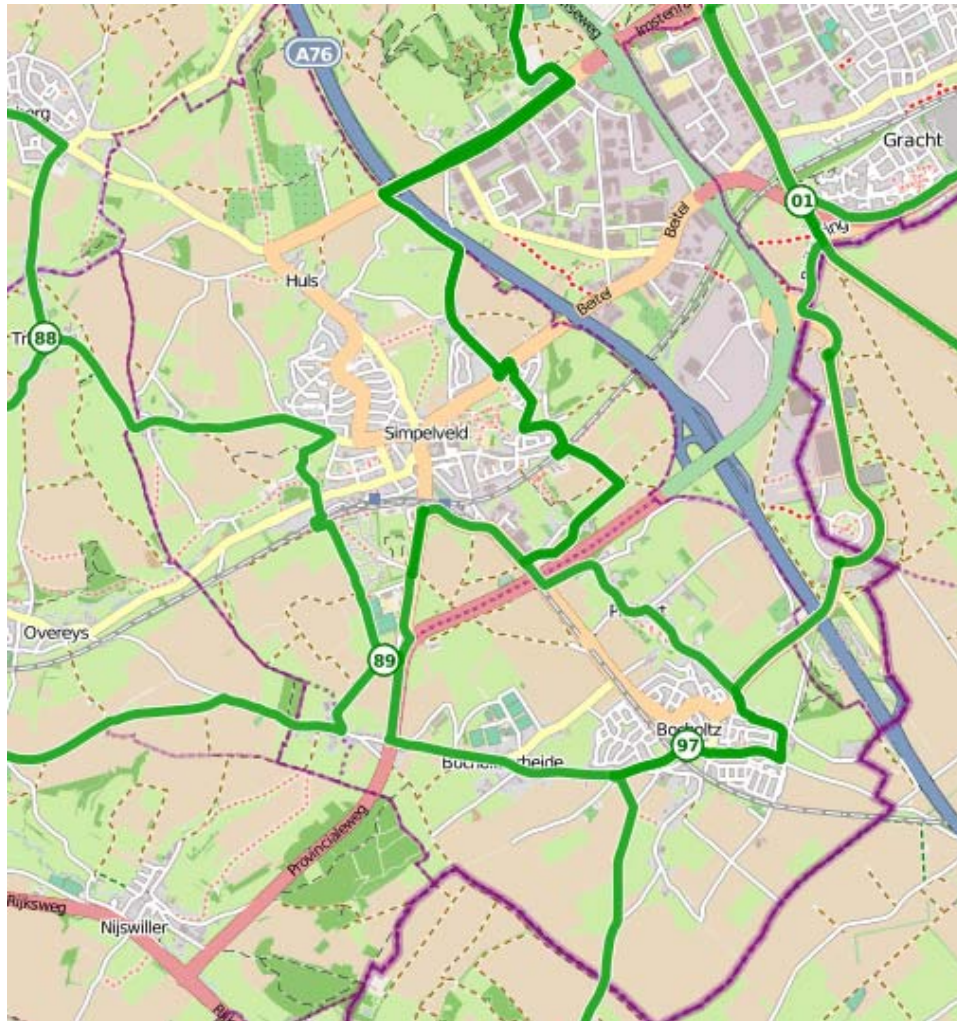 A76
Gracht
01
Beitel
Huls
Beitel
88
Simpelveld
Overeys
89
Bocholtz
97
Provincialeweg
Rijksweg
Nijswiller